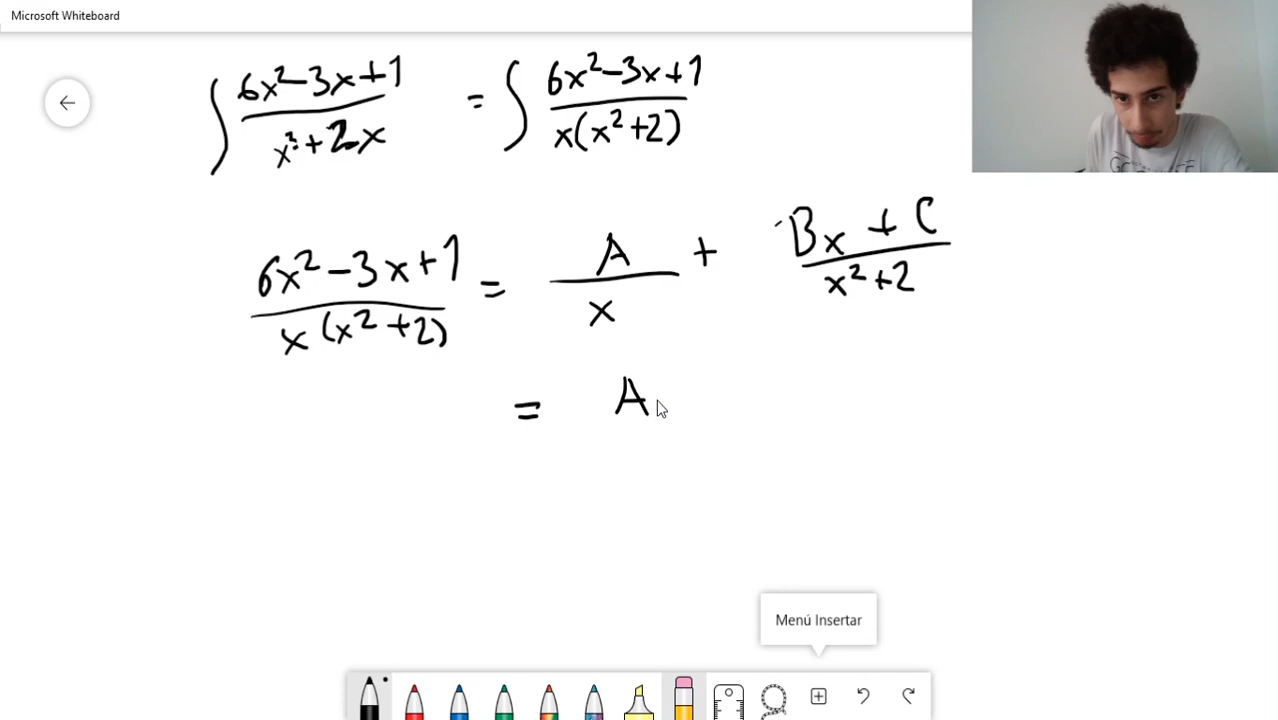 Microsoft Whiteboard
∫ (6x²-3x+1)/(x³+2x) = ∫ (6x²-3x+1)/(x(x²+2))
(6x²-3x+1)/(x(x²+2)) = A/x + (Bx+C)/(x²+2)
= A
Menú Insertar